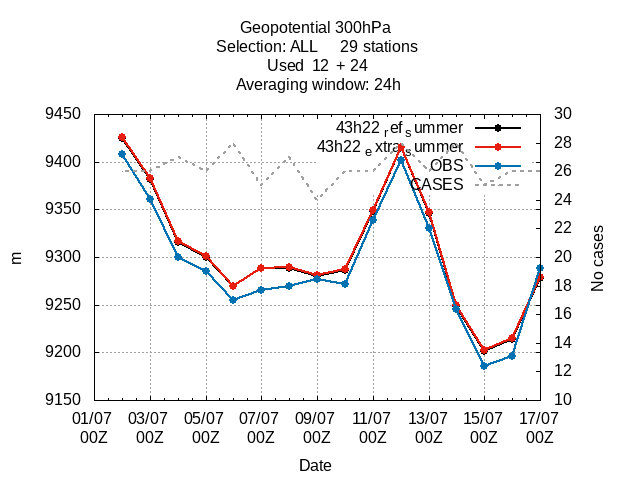 Geopotential 300hPa
Selection: ALL     29 stations
Used  12  + 24
Averaging window: 24h
9450
9400
9350
9300
9250
9200
9150
m
30
28
26
24
22
20
18
16
14
12
10
No cases
43h22_ref_summer
43h22_extra_summer
OBS
CASES
01/07 03/07 05/07 07/07 09/07 11/07 13/07 15/07 17/07
00Z 00Z 00Z 00Z 00Z 00Z 00Z 00Z 00Z
Date